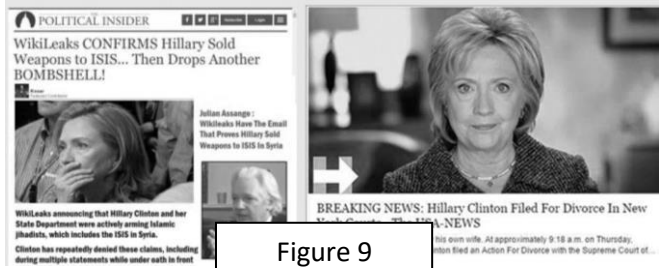 THE
POLITICAL INSIDER
Subscribe Login
WikiLeaks CONFIRMS Hillary Sold
Weapons to ISIS... Then Drops Another
BOMBSHELL!
Julian Assange :
Wikileaks Have The Email
That Proves Hillary Sold
Weapons to ISIS in Syria
WikiLeaks announcing that Hillary Clinton and her
State Department were actively arming Islamic
jihadists, which includes the ISIS in Syria.
Clinton has repeatedly denied these claims, including
during multiple statements while under oath in front
BREAKING NEWS: Hillary Clinton Filed For Divorce In New
A-NEWS
his own wife. At approximately 9:18 a.m. on Thursday,
filed an Action For Divorce with the Supreme Court of...
Figure 9